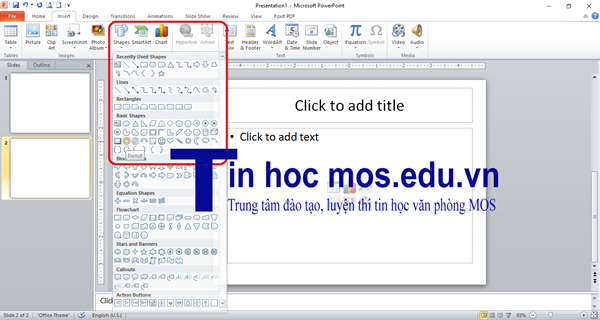 Presentation1 - Microsoft PowerPoint
File Home Insert Design Transitions Animations Slide Show Review View Foxit PDF
Table Picture Clip Art Screenshot Photo Album Shapes SmartArt Chart Hyperlink Action Text Box Header & Footer WordArt Date & Time Slide Number Object Equation Symbol Video Audio
Tables Images Text Symbols Media
Slides Outline
Recently Used Shapes
Lines
Rectangles
Basic Shapes
Donut
Equation Shapes
Flowchart
Stars and Banners
Callouts
Action Buttons
1
2
Click to add title
• Click to add text
Tin hoc mos.edu.vn
Trung tâm đào tạo, luyện thi tin học văn phòng MOS
Slide 2 of 2 "Office Theme" English (U.S.) 69%